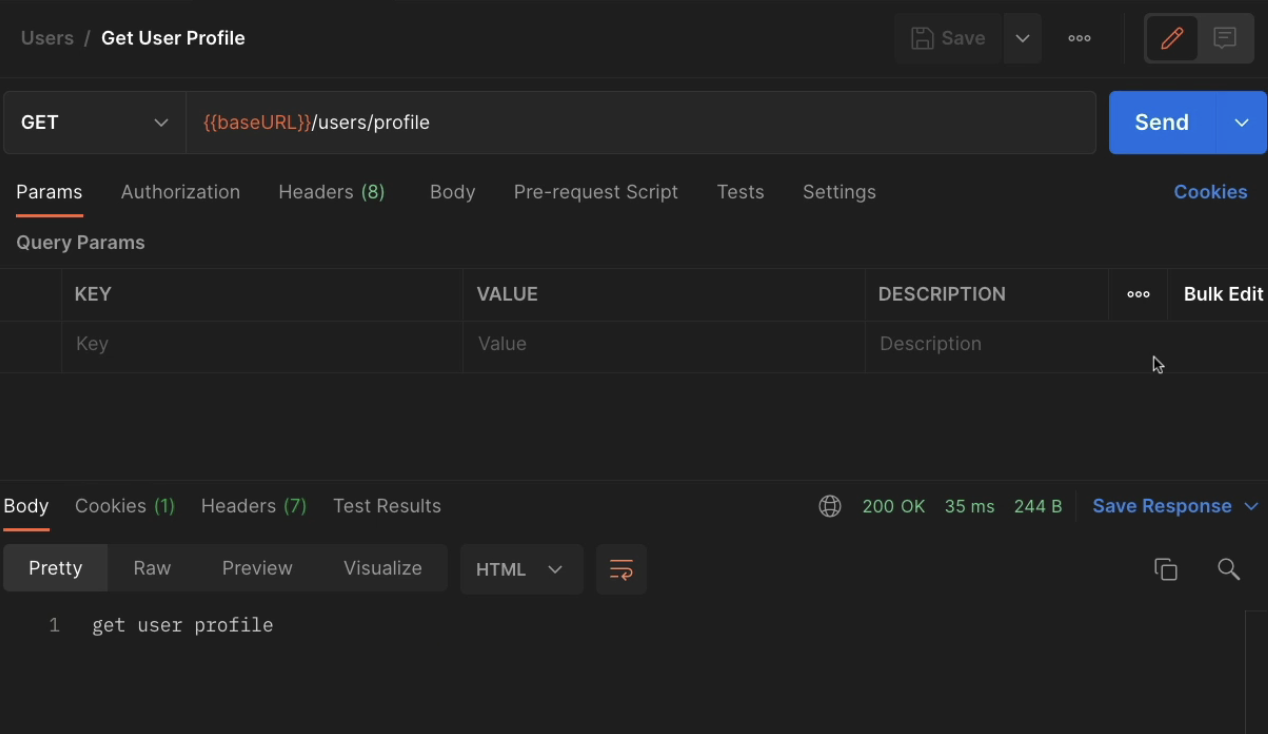 Users / Get User Profile Save
GET {{baseURL}}/users/profile Send
Params Authorization Headers (8) Body Pre-request Script Tests Settings Cookies
Query Params
KEY VALUE DESCRIPTION Bulk Edit
Key Value Description
Body Cookies (1) Headers (7) Test Results 200 OK 35 ms 244 B Save Response
Pretty Raw Preview Visualize HTML
1 get user profile